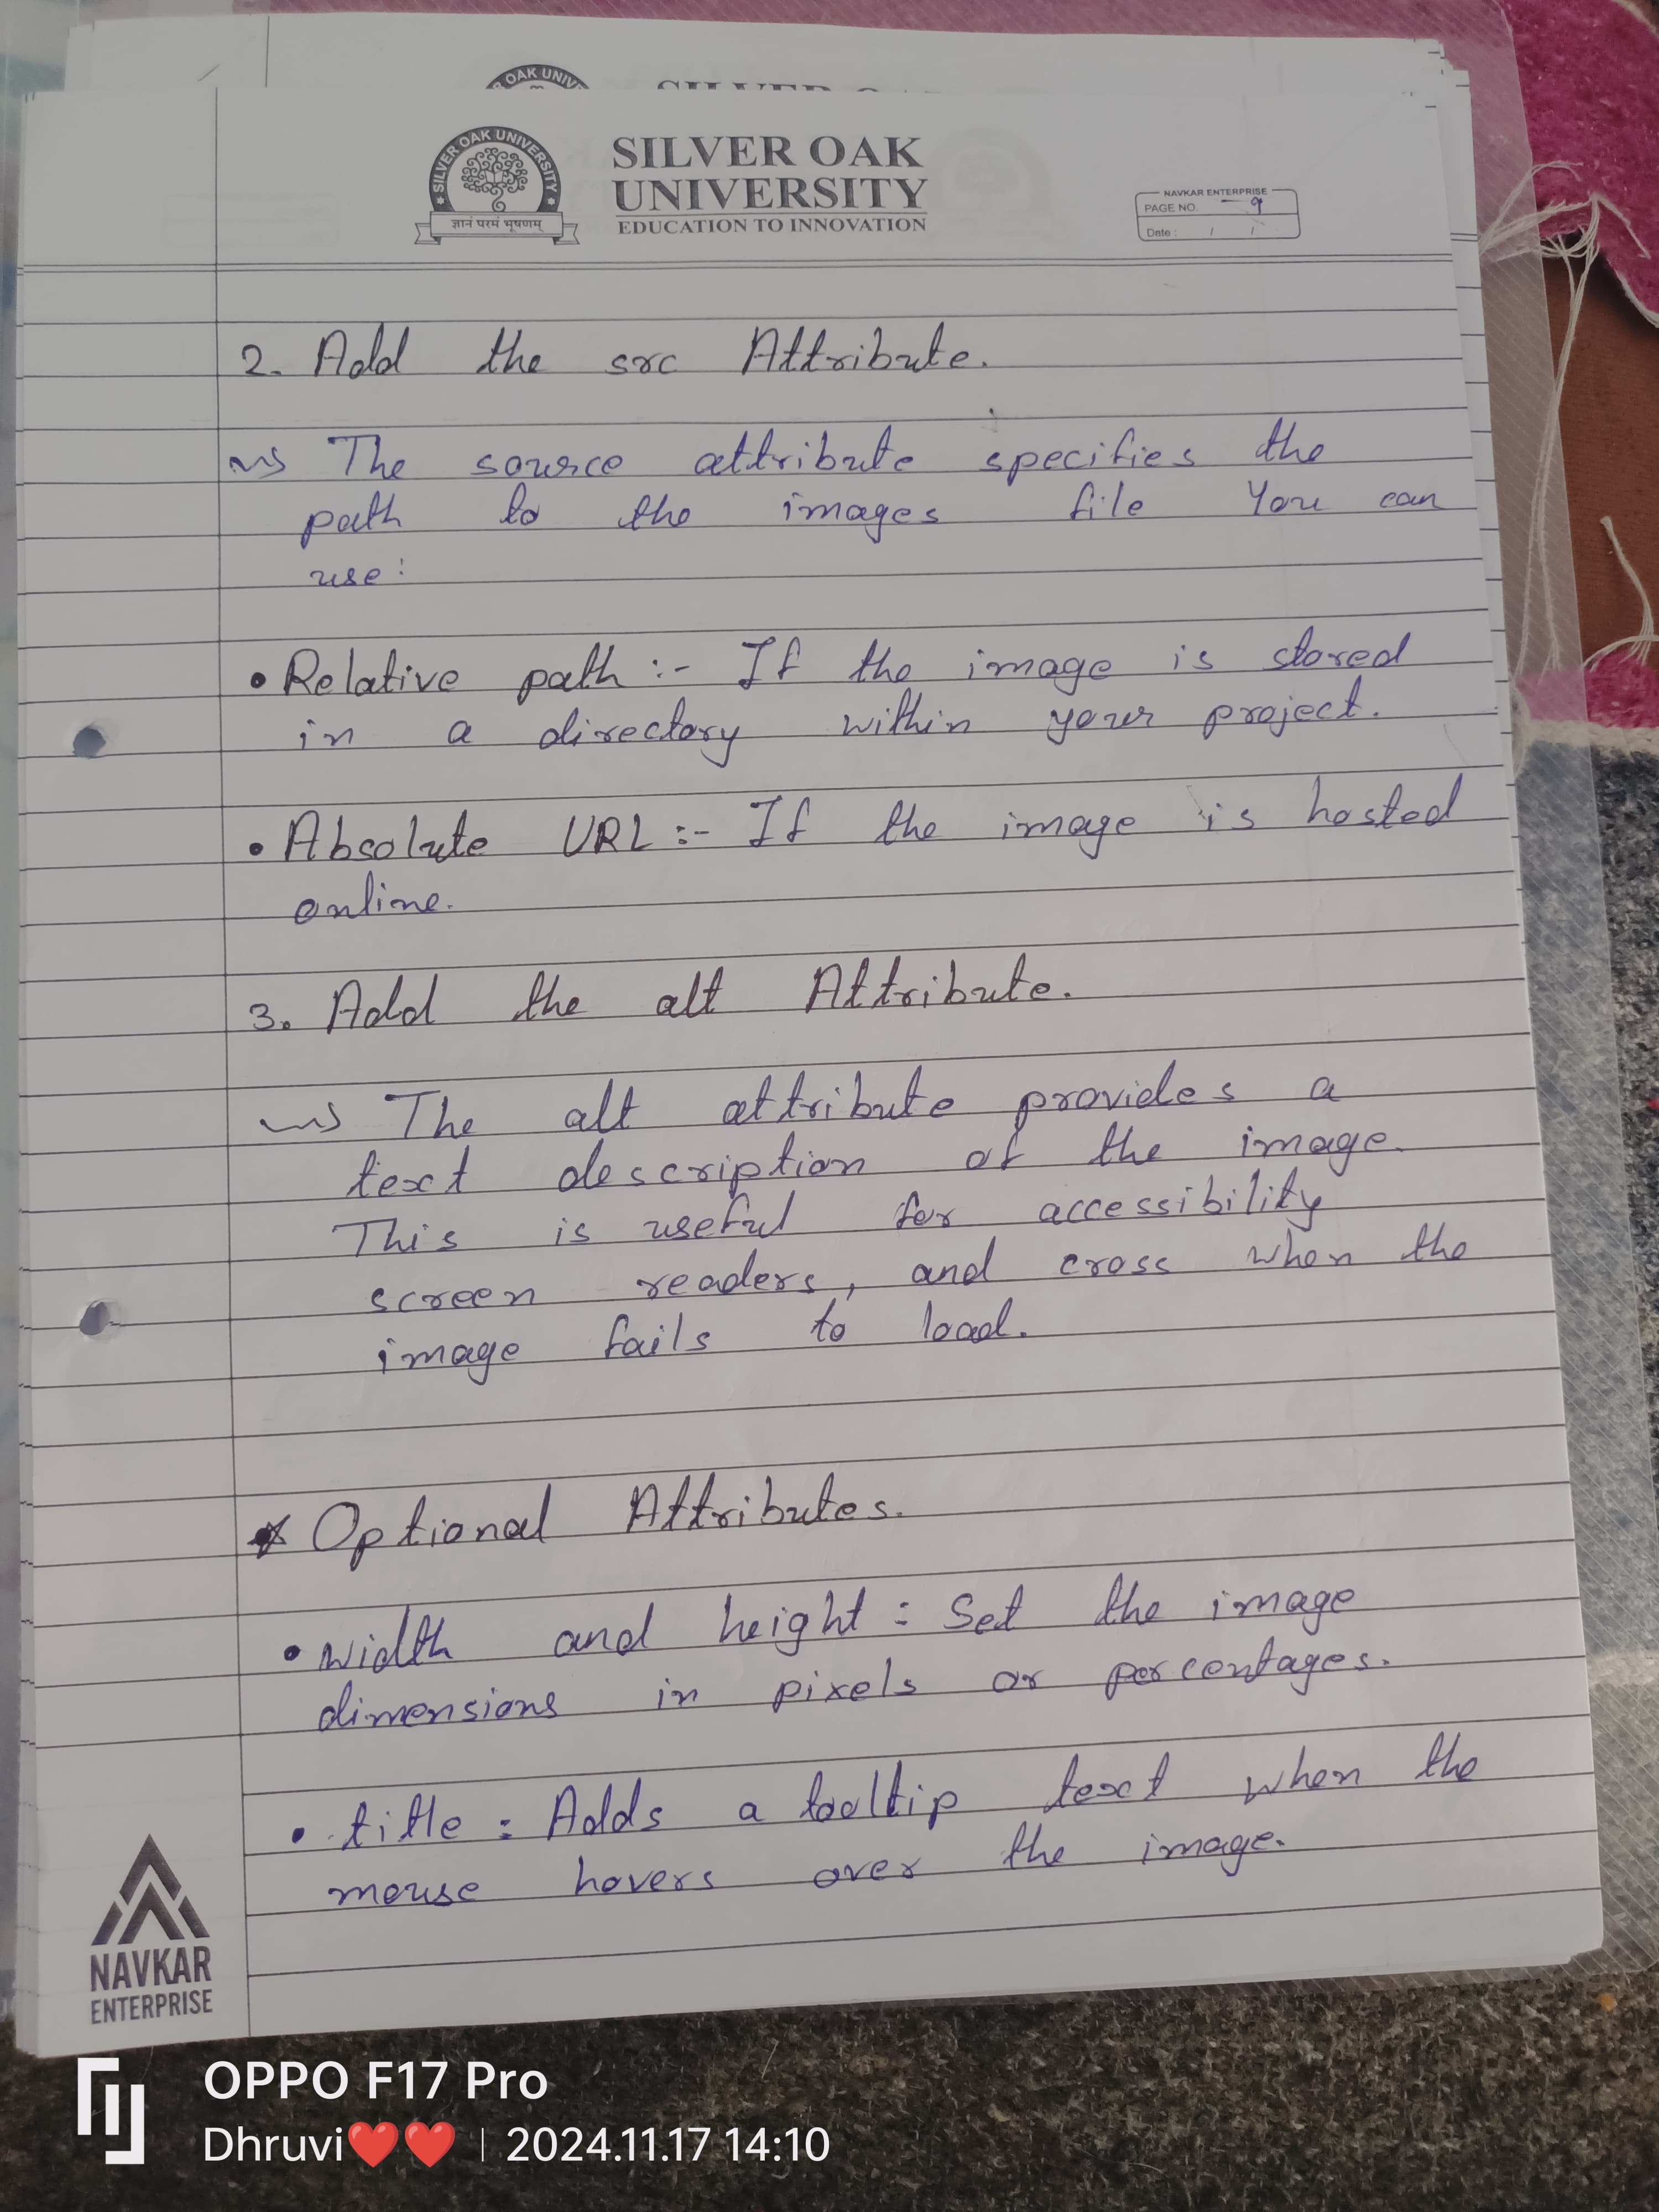 OAK UNIV
SILVER OAK UNIVERSITY
ज्ञानं परमं भूषणम्
SILVER OAK
UNIVERSITY
EDUCATION TO INNOVATION
NAVKAR ENTERPRISE
PAGE NO. 9
Date : / /
2. Add the src Attribute.
The source attribute specifies the
path to the images file You can
use:
• Relative path :- If the image is stored
in a directory within your project.
• Absolute URL :- If the image is hosted
online.
3. Add the alt Attribute.
The alt attribute provides a
text description of the image.
This is useful for accessibility
screen readers, and cross when the
image fails to load.
* Optional Attributes.
• width and height : Set the image
dimensions in pixels or percentages.
• title : Adds a tooltip text when the
mouse hovers over the image.
NAVKAR
ENTERPRISE
OPPO F17 Pro
Dhruvi❤️❤️ | 2024.11.17 14:10